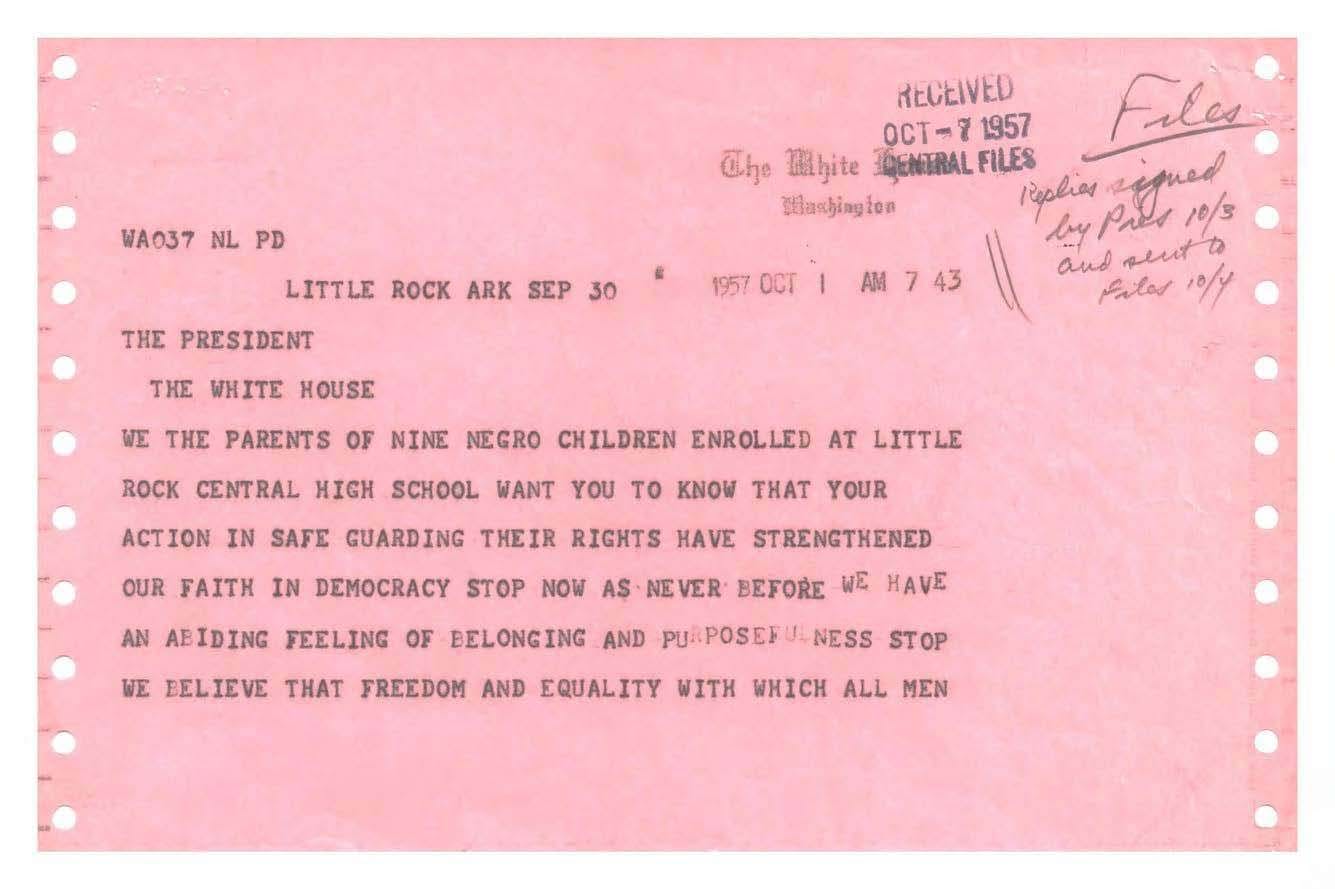 RECEIVED
OCT-7 1957
CENTRAL FILES
Files
The White
Washington
Replies signed
by Pres 10/3
and sent to
Files 10/4
WA037 NL PD
LITTLE ROCK ARK SEP 30
1957 OCT 1 AM 7 43
THE PRESIDENT
THE WHITE HOUSE
WE THE PARENTS OF NINE NEGRO CHILDREN ENROLLED AT LITTLE
ROCK CENTRAL HIGH SCHOOL WANT YOU TO KNOW THAT YOUR
ACTION IN SAFE GUARDING THEIR RIGHTS HAVE STRENGTHENED
OUR FAITH IN DEMOCRACY STOP NOW AS NEVER BEFORE WE HAVE
AN ABIDING FEELING OF BELONGING AND PURPOSEFULNESS STOP
WE BELIEVE THAT FREEDOM AND EQUALITY WITH WHICH ALL MEN